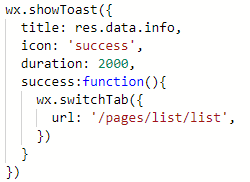 wx.showToast({
  title: res.data.info,
  icon: 'success',
  duration: 2000,
  success:function(){
    wx.switchTab({
      url: '/pages/list/list',
    })
  }
})